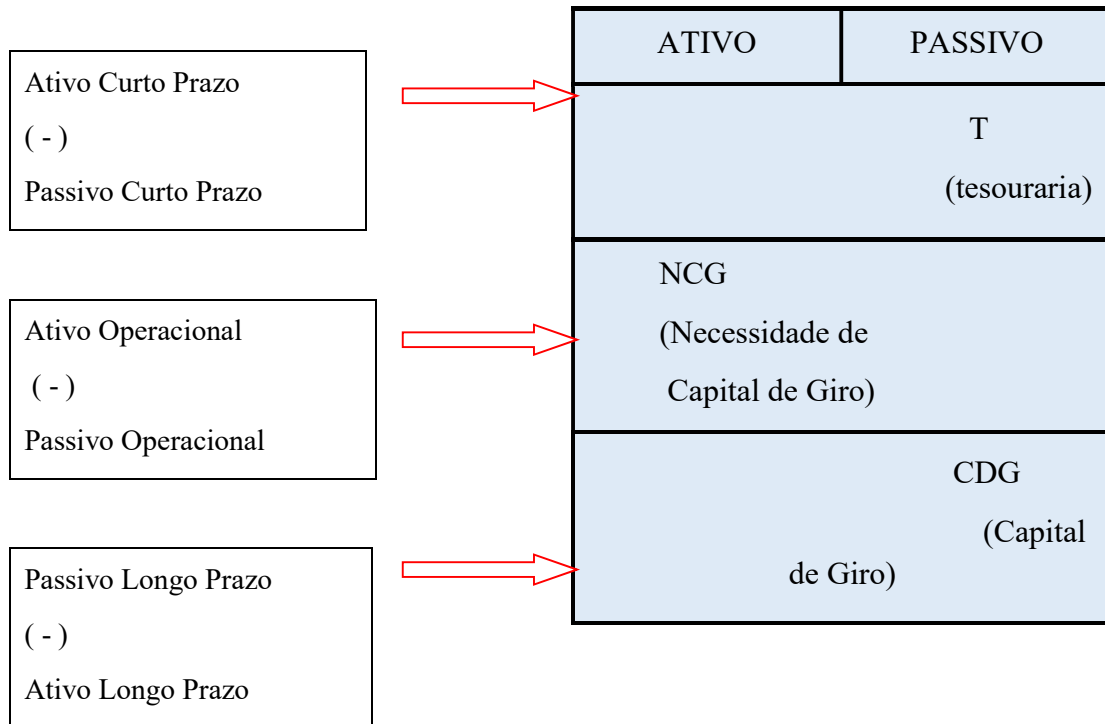 Ativo Curto Prazo
( - )
Passivo Curto Prazo
Ativo Operacional
( - )
Passivo Operacional
Passivo Longo Prazo
( - )
Ativo Longo Prazo
ATIVO PASSIVO
T
(tesouraria)
NCG
(Necessidade de
Capital de Giro)
CDG
(Capital
de Giro)